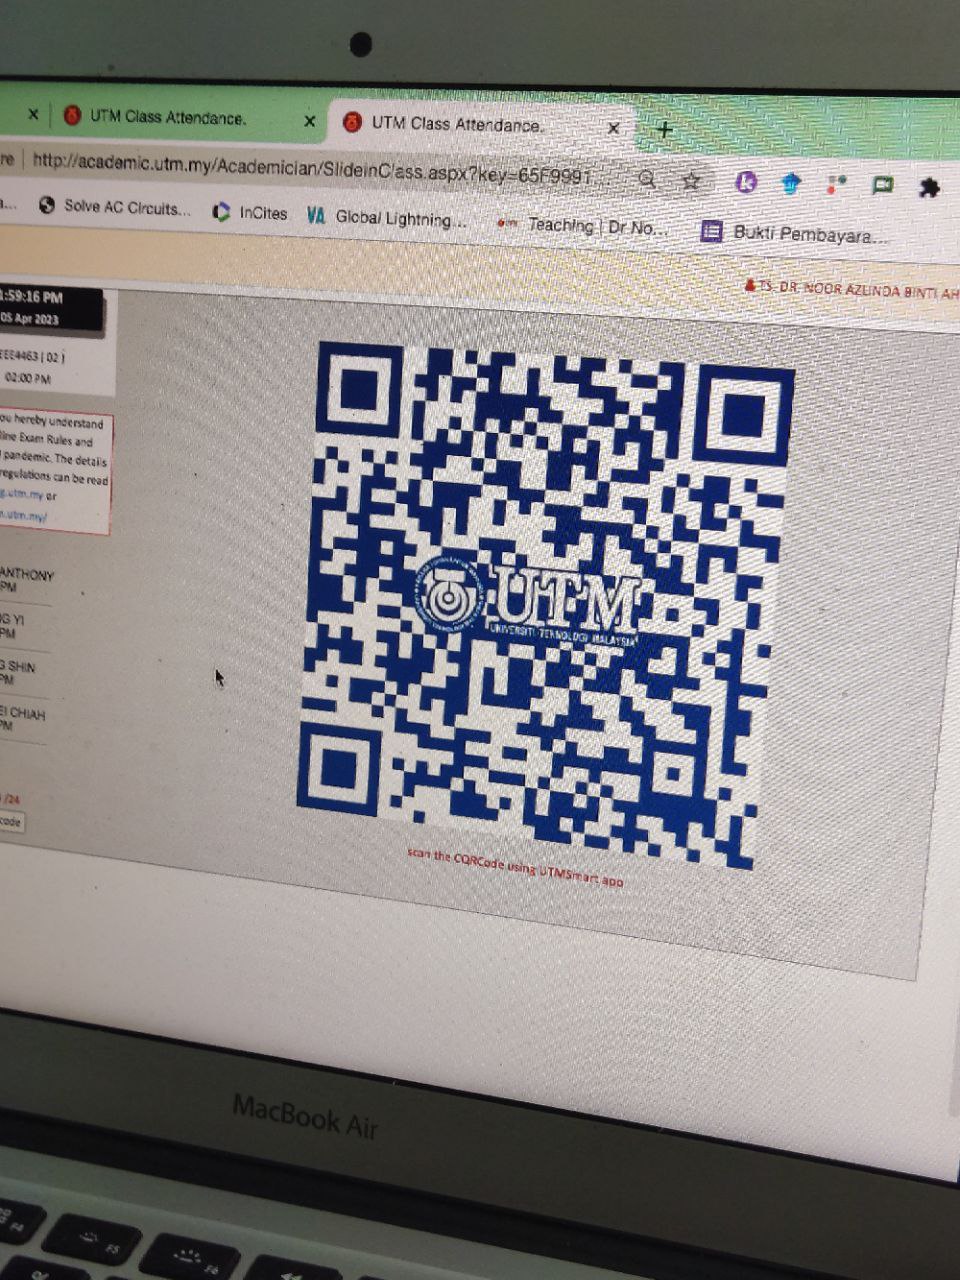 UTM Class Attendance.
UTM Class Attendance.
http://academic.utm.my/Academician/SlideinClass.aspx?key=65F9991...
Solve AC Circuits...
InCites
VA Global Lightning...
Teaching | Dr No...
Bukti Pembayara...
TS. DR. NOOR AZLINDA BINTI AH
:59:16 PM
05 Apr 2023
EEE4463 | 02 )
02:00 PM
ou hereby understand
line Exam Rules and
pandemic. The details
regulations can be read
g.utm.my or
n.utm.my/
ANTHONY
PM
G YI
PM
G SHIN
PM
EI CHIAH
PM
/24
code
UTM
UNIVERSITI TEKNOLOGI MALAYSIA
scan the CQRCode using UTMSmart app
MacBook Air
F4
F5
F6